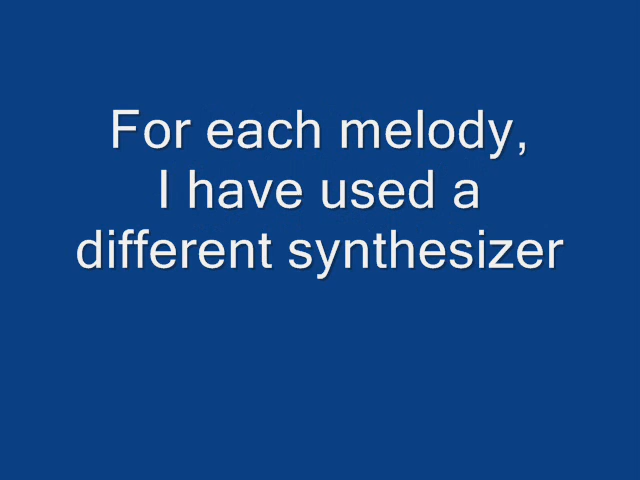 For each melody,
I have used a
different synthesizer